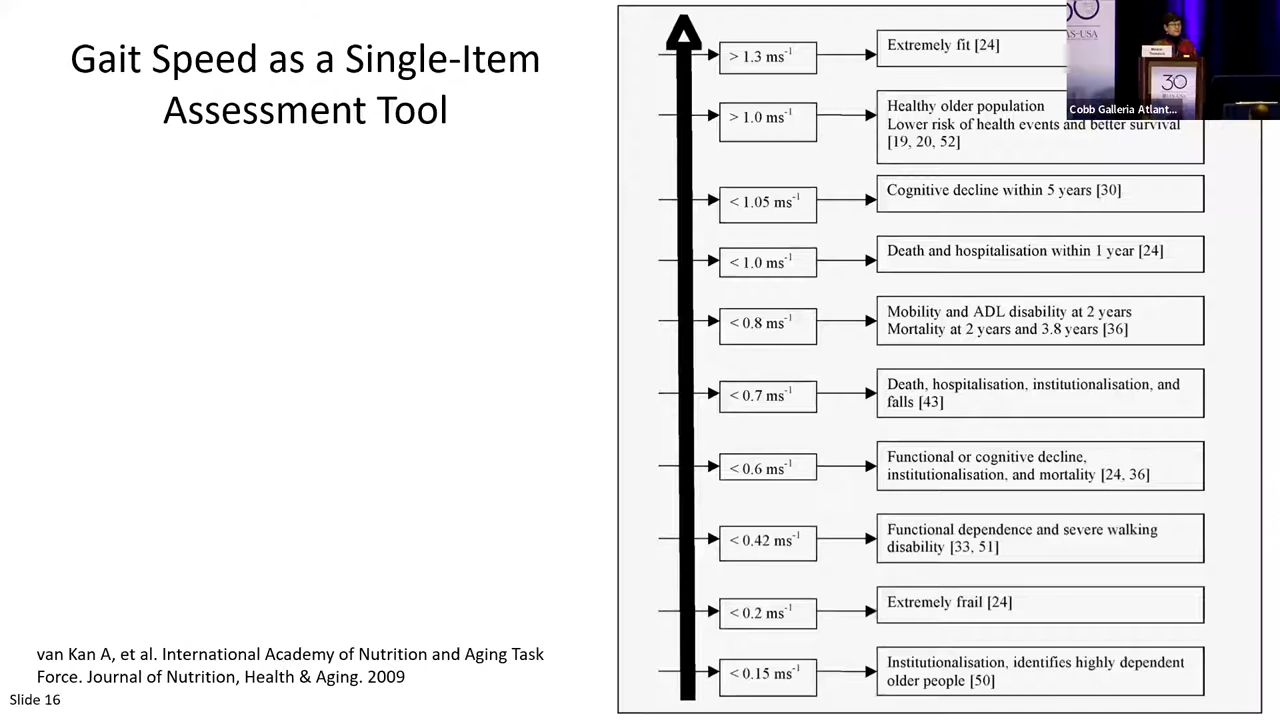 Gait Speed as a Single-Item
Assessment Tool
> 1.3 ms-1
Extremely fit [24]
> 1.0 ms-1
Healthy older population
Lower risk of health events and better survival
[19, 20, 52]
< 1.05 ms-1
Cognitive decline within 5 years [30]
< 1.0 ms-1
Death and hospitalisation within 1 year [24]
< 0.8 ms-1
Mobility and ADL disability at 2 years
Mortality at 2 years and 3.8 years [36]
< 0.7 ms-1
Death, hospitalisation, institutionalisation, and
falls [43]
< 0.6 ms-1
Functional or cognitive decline,
institutionalisation, and mortality [24, 36]
< 0.42 ms-1
Functional dependence and severe walking
disability [33, 51]
< 0.2 ms-1
Extremely frail [24]
< 0.15 ms-1
Institutionalisation, identifies highly dependent
older people [50]
van Kan A, et al. International Academy of Nutrition and Aging Task
Force. Journal of Nutrition, Health & Aging. 2009
Slide 16
30
Cobb Galleria Atlant...